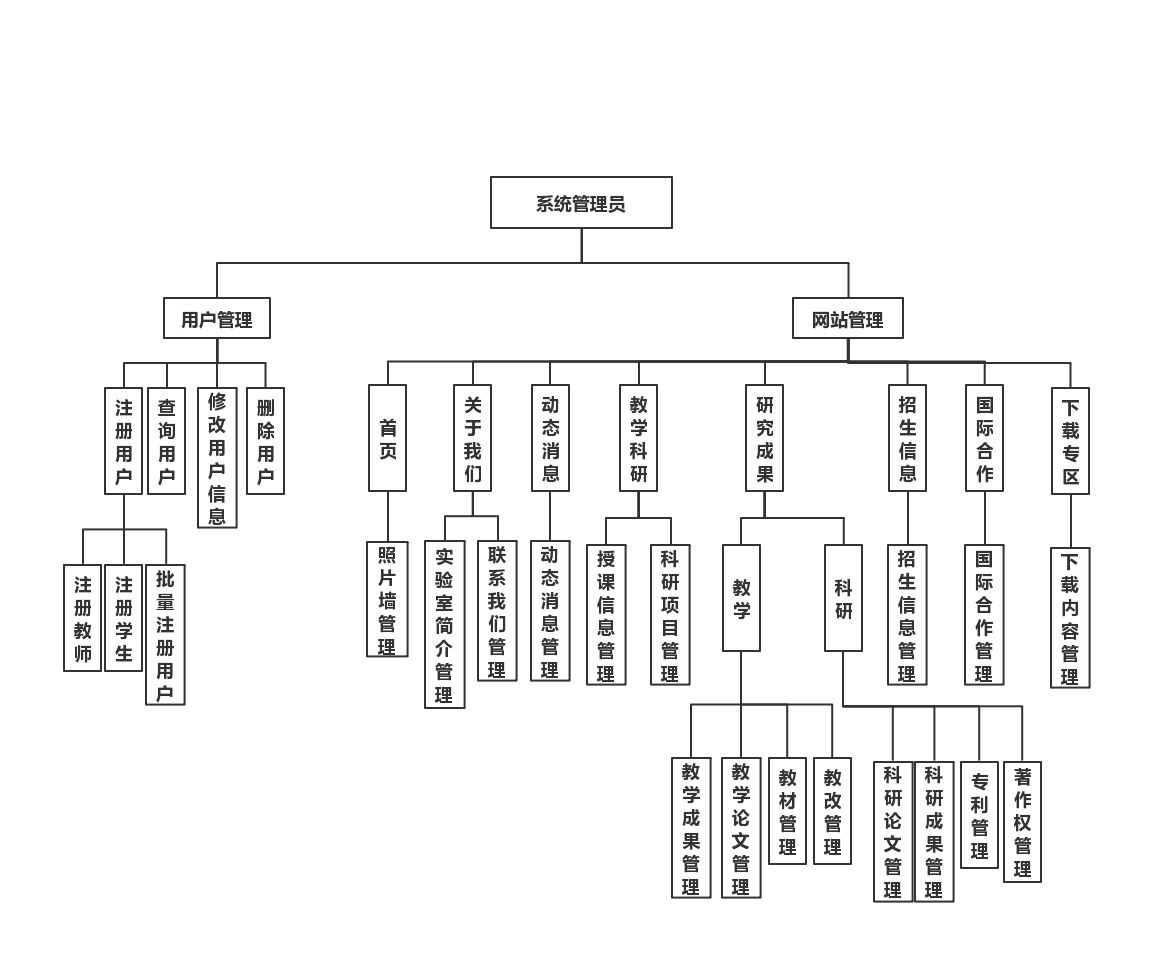 系统管理员
用户管理
网站管理
注册用户
查询用户
修改用户信息
删除用户
首页
关于我们
动态消息
教学科研
研究成果
招生信息
国际合作
下载专区
注册教师
注册学生
批量注册用户
照片墙管理
实验室简介管理
联系我们管理
动态消息管理
授课信息管理
科研项目管理
教学
科研
招生信息管理
国际合作管理
下载内容管理
教学成果管理
教学论文管理
教材管理
教改管理
科研论文管理
科研成果管理
专利管理
著作权管理